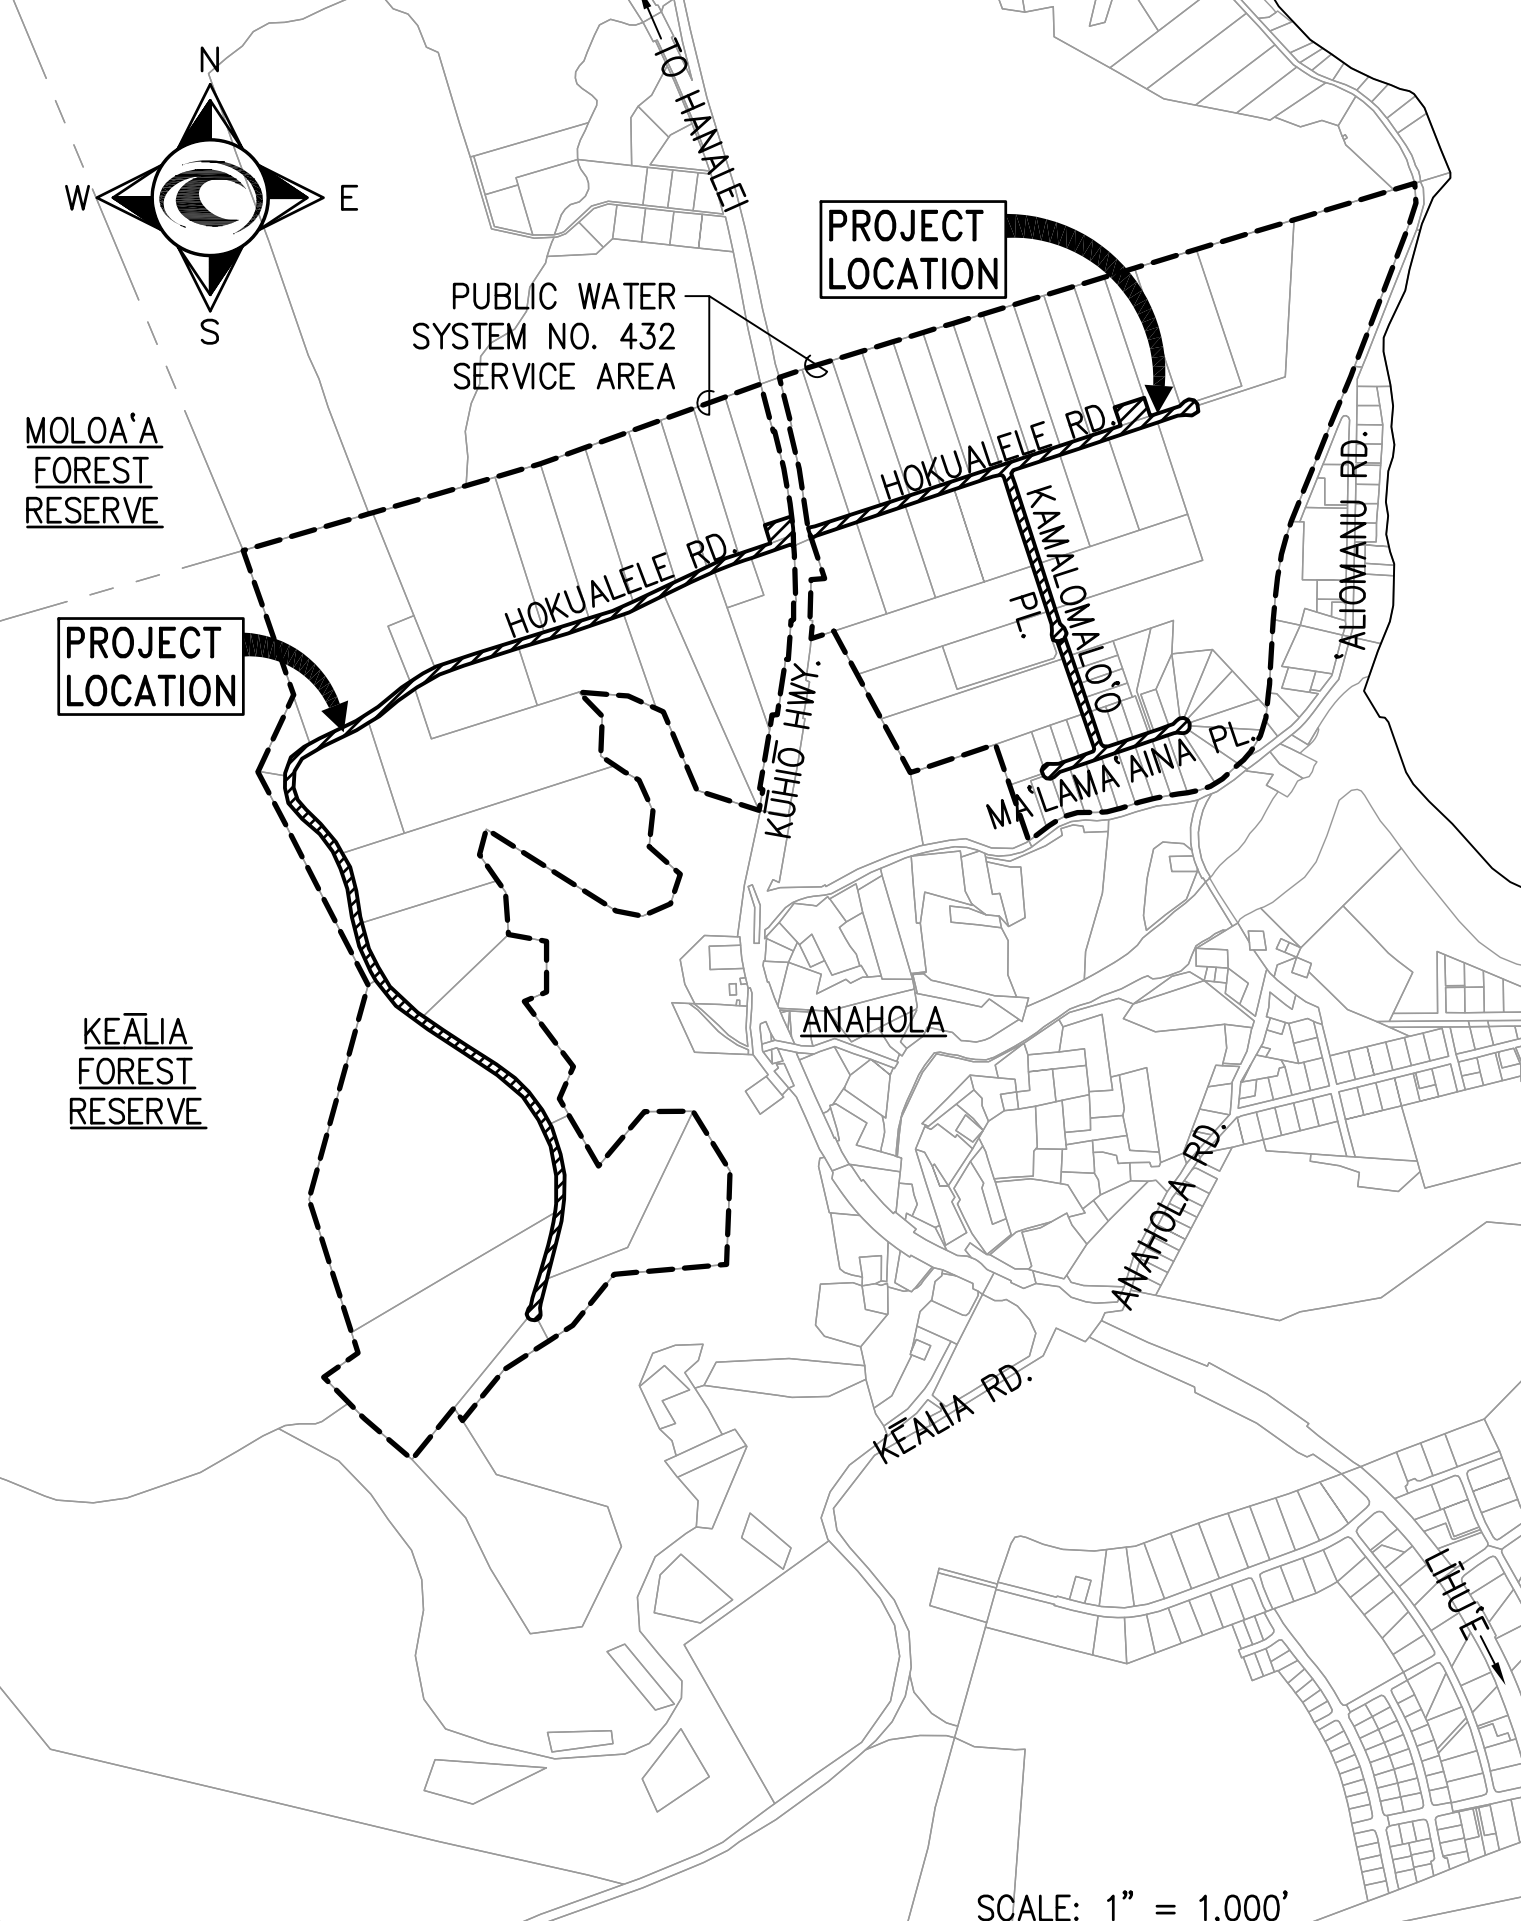 N
TO HANALEI
W
E
PROJECT
LOCATION
PUBLIC WATER
SYSTEM NO. 432
SERVICE AREA
S
MOLOA'A
FOREST
RESERVE
HOKUALELE RD.
HOKUALELE RD.
KAMALOMALO'O
PL.
'ALIOMANU RD.
PROJECT
LOCATION
KŪHIŌ HWY.
MA'LAMA'AINA PL.
KEĀLIA
FOREST
RESERVE
ANAHOLA
ANAHOLA RD.
KĒALIA RD.
LĪHU'E
SCALE: 1" = 1,000'